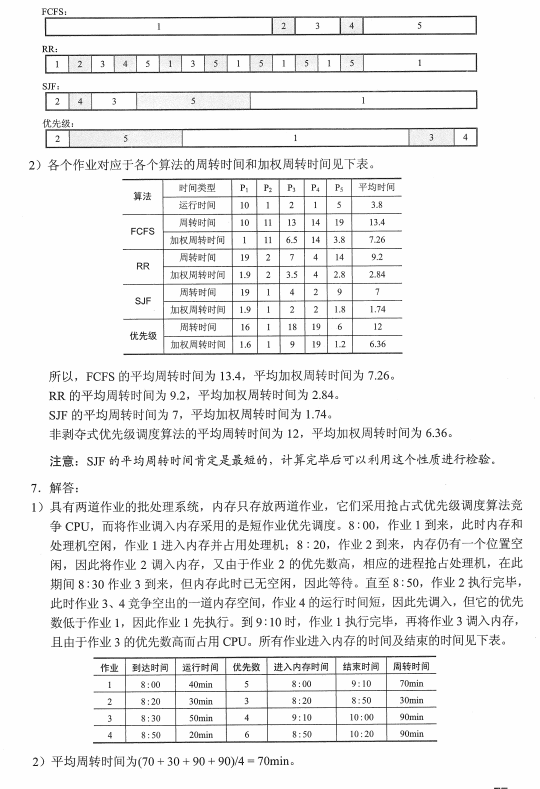 FCFS:
1 2 3 4 5
RR:
1 2 3 4 5 1 3 5 1 5 1 5 1 5 1
SJF:
2 4 3 5 1
优先级:
2 5 1 3 4
2）各个作业对应于各个算法的周转时间和加权周转时间见下表。
算法 时间类型 P1 P2 P3 P4 P5 平均时间
运行时间 10 1 2 1 5 3.8
FCFS 周转时间 10 11 13 14 19 13.4
加权周转时间 1 11 6.5 14 3.8 7.26
RR 周转时间 19 2 7 4 14 9.2
加权周转时间 1.9 2 3.5 4 2.8 2.84
SJF 周转时间 19 1 4 2 9 7
加权周转时间 1.9 1 2 2 1.8 1.74
优先级 周转时间 16 1 18 19 6 12
加权周转时间 1.6 1 9 19 1.2 6.36
所以，FCFS 的平均周转时间为 13.4，平均加权周转时间为 7.26。
RR 的平均周转时间为 9.2，平均加权周转时间为 2.84。
SJF 的平均周转时间为 7，平均加权周转时间为 1.74。
非剥夺式优先级调度算法的平均周转时间为 12，平均加权周转时间为 6.36。
注意：SJF 的平均周转时间肯定是最短的，计算完毕后可以利用这个性质进行检验。
7．解答：
1）具有两道作业的批处理系统，内存只存放两道作业，它们采用抢占式优先级调度算法竞
争 CPU，而将作业调入内存采用的是短作业优先调度。8:00，作业 1 到来，此时内存和
处理机空闲，作业 1 进入内存并占用处理机；8:20，作业 2 到来，内存仍有一个位置空
闲，因此将作业 2 调入内存，又由于作业 2 的优先数高，相应的进程抢占处理机，在此
期间 8:30 作业 3 到来，但内存此时已无空闲，因此等待。直至 8:50，作业 2 执行完毕，
此时作业 3、4 竞争空出的一道内存空间，作业 4 的运行时间短，因此先调入，但它的优先
数低于作业 1，因此作业 1 先执行。到 9:10 时，作业 1 执行完毕，再将作业 3 调入内存，
且由于作业 3 的优先数高而占用 CPU。所有作业进入内存的时间及结束的时间见下表。
作业 到达时间 运行时间 优先数 进入内存时间 结束时间 周转时间
1 8:00 40min 5 8:00 9:10 70min
2 8:20 30min 3 8:20 8:50 30min
3 8:30 50min 4 9:10 10:00 90min
4 8:50 20min 6 8:50 10:20 90min
2）平均周转时间为(70 + 30 + 90 + 90)/4 = 70min。